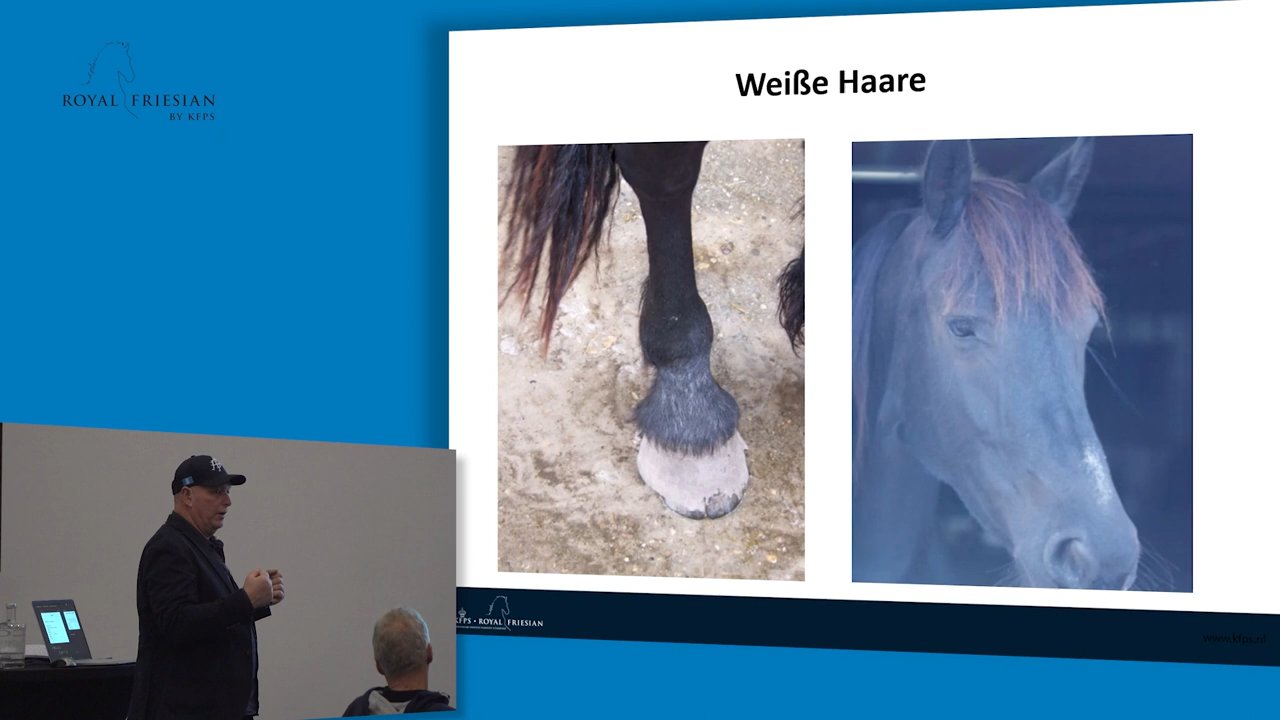 ROYAL FRIESIAN
BY KFPS
Weiße Haare
KFPS • ROYAL FRIESIAN
www.kfps.nl